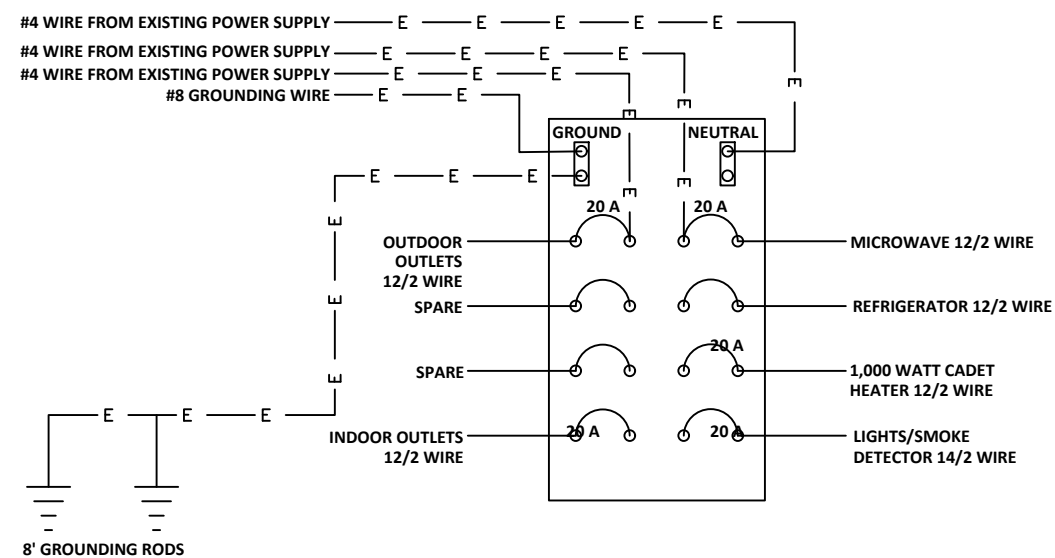 #4 WIRE FROM EXISTING POWER SUPPLY
E E E E E
#4 WIRE FROM EXISTING POWER SUPPLY
E E E E
#4 WIRE FROM EXISTING POWER SUPPLY
E E E
#8 GROUNDING WIRE
E E
E
E
E
GROUND
NEUTRAL
E E E
E
E
E
20 A
20 A
OUTDOOR
OUTLETS
12/2 WIRE
MICROWAVE 12/2 WIRE
E
SPARE
REFRIGERATOR 12/2 WIRE
20 A
SPARE
1,000 WATT CADET
HEATER 12/2 WIRE
E
E E E
INDOOR OUTLETS
12/2 WIRE
20 A
20 A
LIGHTS/SMOKE
DETECTOR 14/2 WIRE
8' GROUNDING RODS